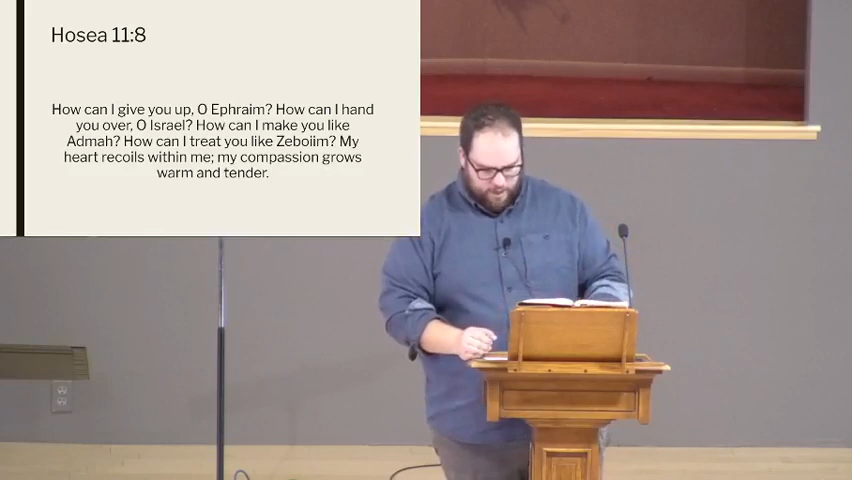 Hosea 11:8
How can I give you up, O Ephraim? How can I hand
you over, O Israel? How can I make you like
Admah? How can I treat you like Zeboiim? My
heart recoils within me; my compassion grows
warm and tender.